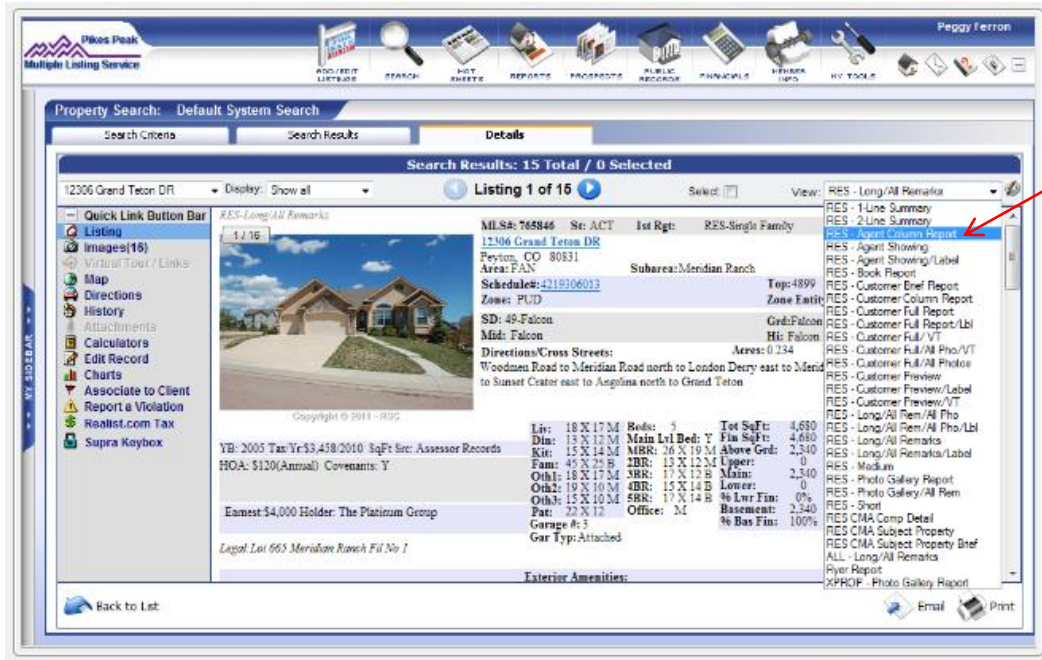 Peggy Ferron
Pikes Peak
Multiple Listing Service
ADD/EDIT LISTINGS
SEARCH
HOT SHEETS
REPORTS
PROSPECTS
PUBLIC RECORDS
FINANCIALS
MEMBER INFO
MY TOOLS
Property Search: Default System Search
Search Criteria
Search Results
Details
Search Results: 15 Total / 0 Selected
12306 Grand Teton DR
Display: Show all
Listing 1 of 15
Select
View: RES - Long/All Remarks
MY SIDEBAR
Quick Link Button Bar
Listing
Images(16)
Virtual Tour / Links
Map
Directions
History
Attachments
Calculators
Edit Record
Charts
Associate to Client
Report a Violation
Realist.com Tax
Supra Keybox
RES-Long/All Remarks
1 / 16
Copyright © 2011 - RSC
MLS#: 765846 St: ACT 1st Rgt: RES-Single Family
12306 Grand Teton DR
Peyton, CO 80831
Area: FAN Subarea: Meridian Ranch
Schedule#: 4219306013 Top: 4899
Zone: PUD Zone Entity
SD: 49-Falcon Grd: Falcon
Mid: Falcon Hi: Falcon
Directions/Cross Streets: Acres: 0.234
Woodmen Road to Meridian Road north to London Derry east to Merid
to Sunset Crater east to Angelina north to Grand Teton
YB: 2005 Tax/Yr:$3,458/2010 SqFt Src: Assessor Records
HOA: $120(Annual) Covenants: Y
Earnest:$4,000 Holder: The Platinum Group
Legal: Lot 665 Meridian Ranch Fil No 1
Liv: 18 X 17 M Beds: 5 Tot SqFt: 4,680
Din: 13 X 12 M Main Lvl Bed: Y Fin SqFt: 4,680
Kit: 15 X 14 M MBR: 26 X 19 M Above Grd: 2,340
Fam: 45 X 25 B 2BR: 13 X 12 M Upper: 0
Oth1: 18 X 17 M 3BR: 17 X 12 B Main: 2,340
Oth2: 19 X 10 M 4BR: 15 X 14 B Lower: 0
Oth3: 15 X 10 M 5BR: 17 X 14 B % Lwr Fin: 0%
Pat: 22 X 12 Office: M Basement: 2,340
Garage #: 3 % Bas Fin: 100%
Gar Typ: Attached
Exterior Amenities:
RES - 1-Line Summary
RES - 2-Line Summary
RES - Agent Column Report
RES - Agent Showing
RES - Agent Showing/Label
RES - Book Report
RES - Customer Brief Report
RES - Customer Column Report
RES - Customer Full Report
RES - Customer Full Report/Lbl
RES - Customer Full/ VT
RES - Customer Full/All Pho/VT
RES - Customer Full/All Photos
RES - Customer Preview
RES - Customer Preview/Label
RES - Customer Preview/VT
RES - Long/All Rem/All Pho
RES - Long/All Rem/All Pho/Lbl
RES - Long/All Remarks
RES - Long/All Remarks/Label
RES - Medium
RES - Photo Gallery Report
RES - Photo Gallery/All Rem
RES - Short
RES CMA Comp Detail
RES CMA Subject Property
RES CMA Subject Property Brief
ALL - Long/All Remarks
Flyer Report
XPROP - Photo Gallery Report
Back to List
Email
Print